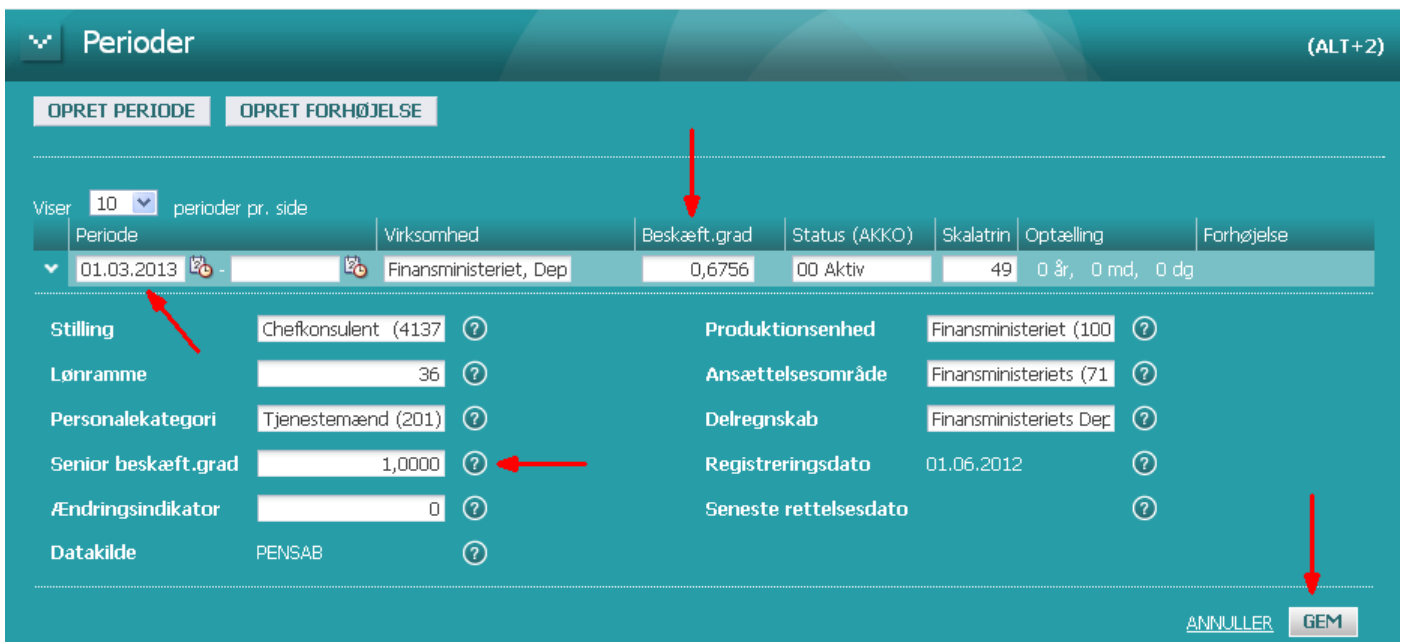 Perioder (ALT+2)
OPRET PERIODE OPRET FORHØJELSE
Viser 10 perioder pr. side
Periode Virksomhed Beskæft.grad Status (AKKO) Skalatrin Optælling Forhøjelse
01.03.2013 - Finansministeriet, Dep 0,6756 00 Aktiv 49 0 år, 0 md, 0 dg
Stilling Chefkonsulent (4137 Produktionsenhed Finansministeriet (100
Lønramme 36 Ansættelsesområde Finansministeriets (71
Personalekategori Tjenestemænd (201) Delregnskab Finansministeriets Dep
Senior beskæft.grad 1,0000 Registreringsdato 01.06.2012
Ændringsindikator 0 Seneste rettelsesdato
Datakilde PENSAB
ANNULLER GEM